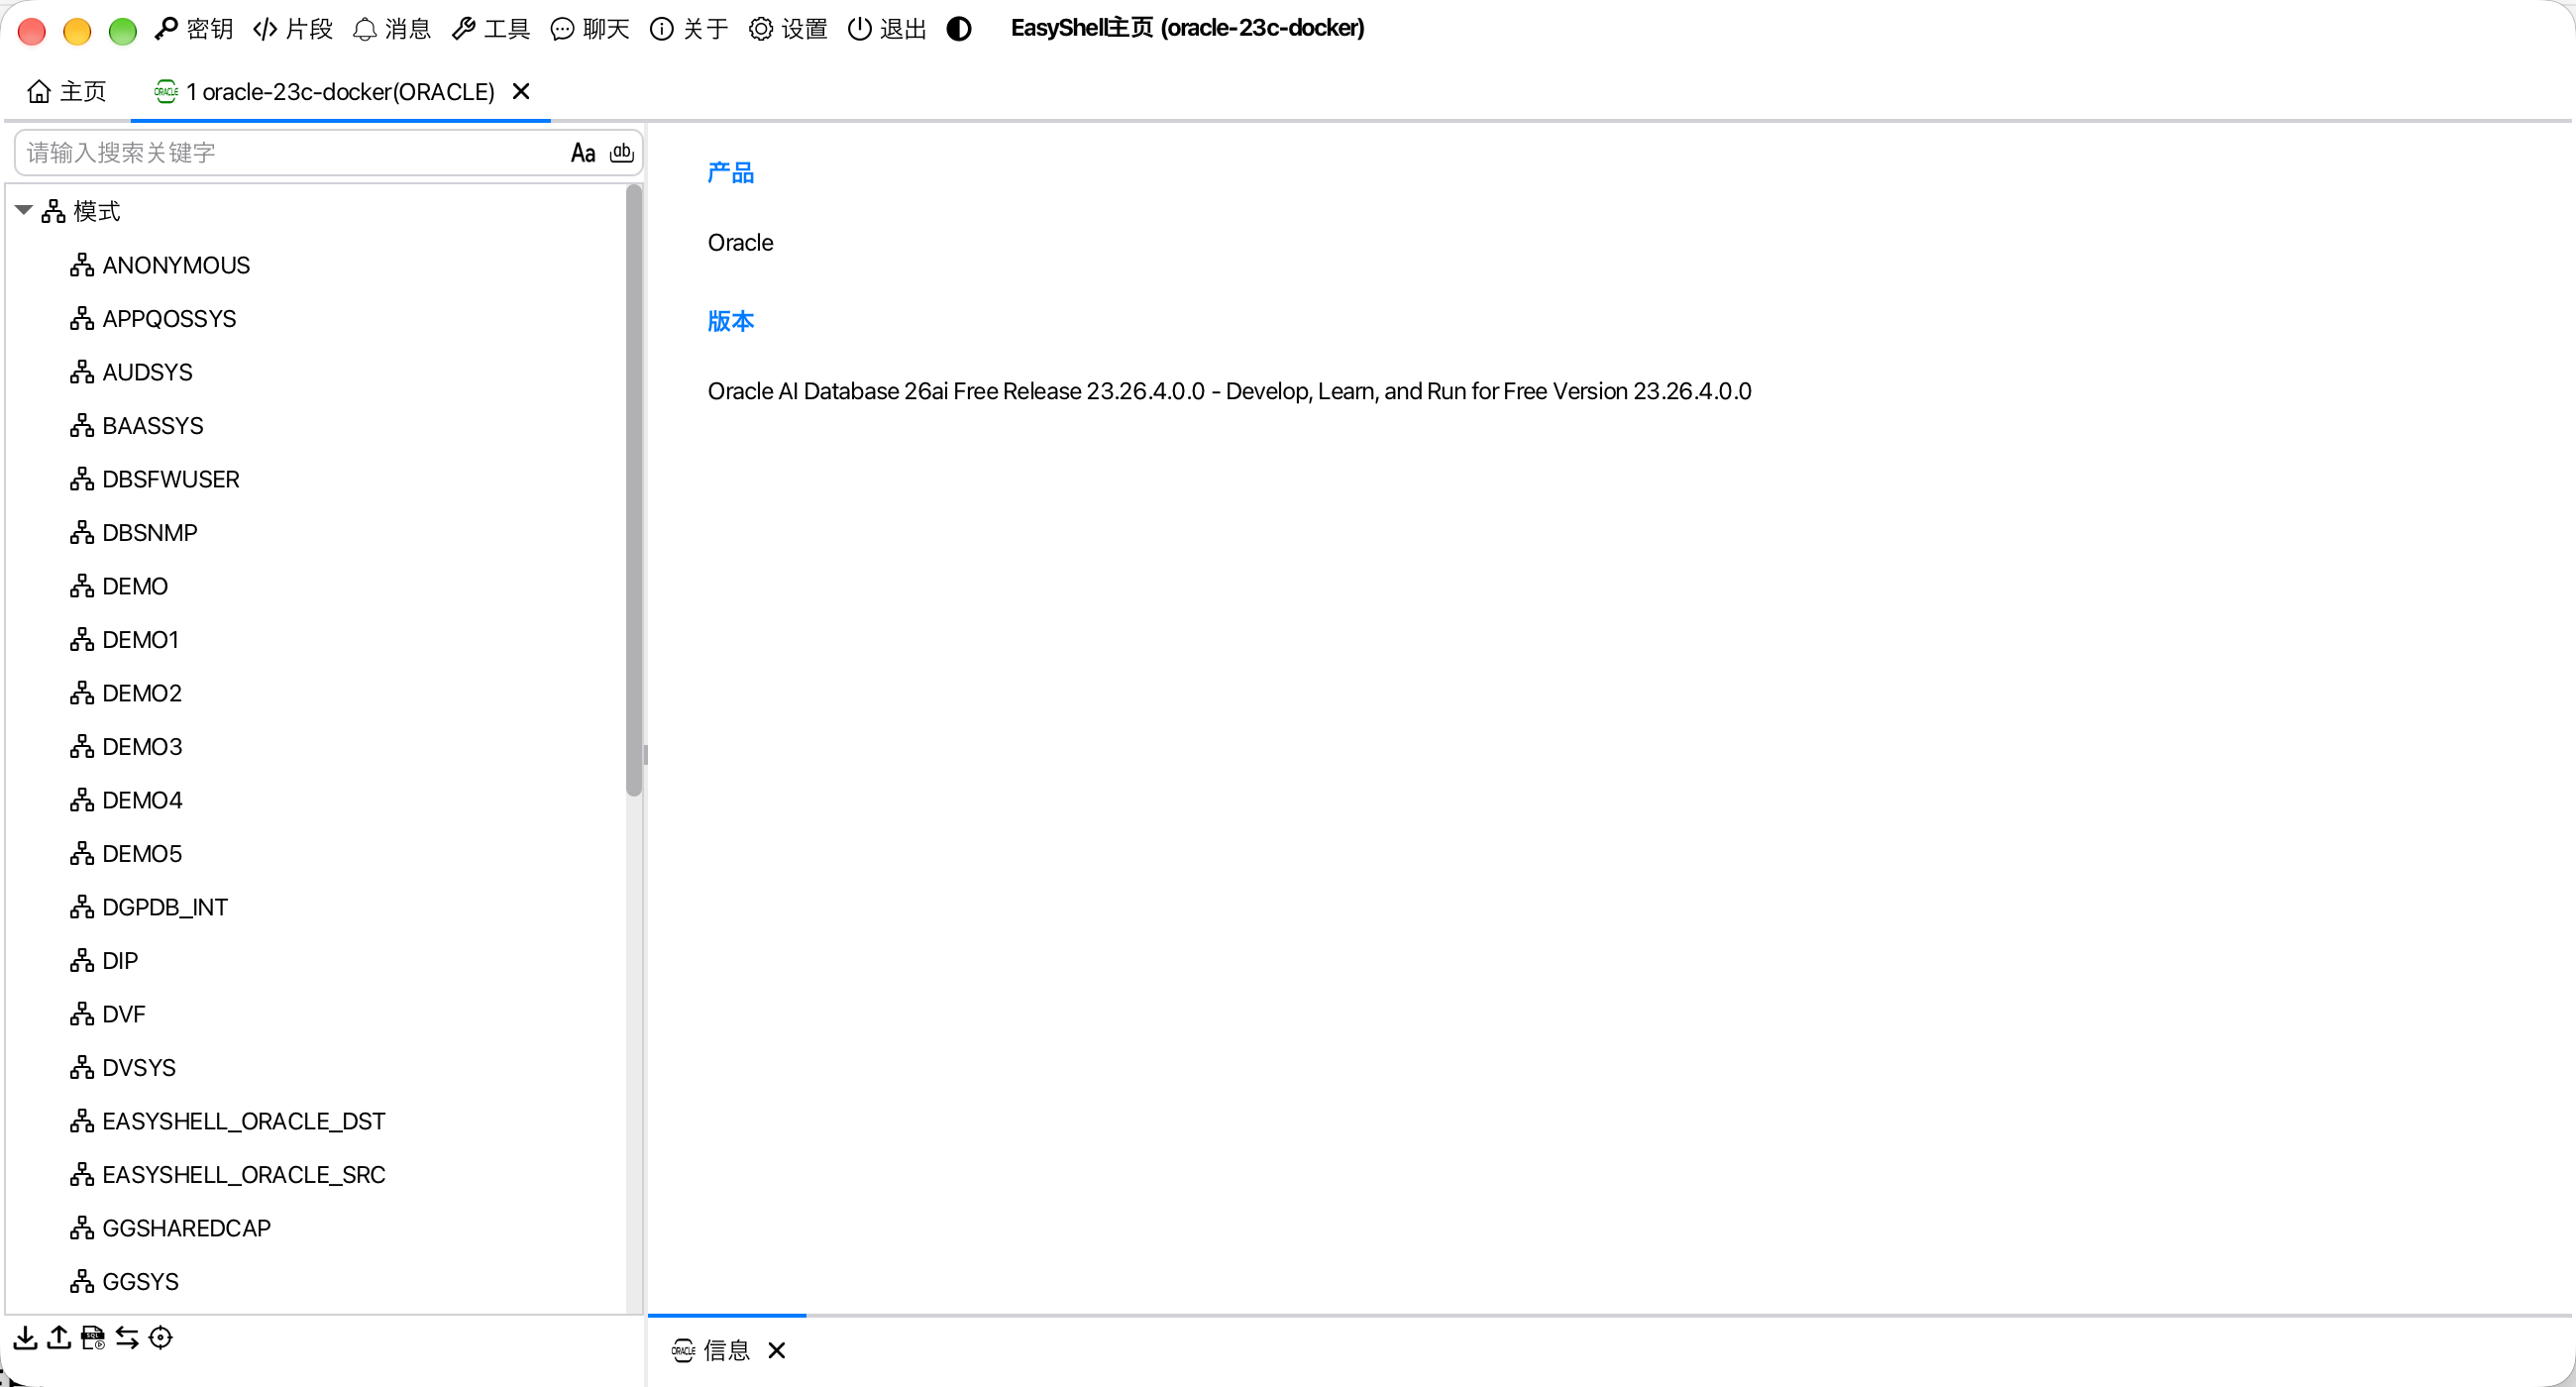 密钥 片段 消息 工具 聊天 关于 设置 退出 EasyShell主页 (oracle-23c-docker)
主页 ORACLE 1 oracle-23c-docker(ORACLE)
请输入搜索关键字 Aa ab
模式
ANONYMOUS
APPQOSSYS
AUDSYS
BAASSYS
DBSFWUSER
DBSNMP
DEMO
DEMO1
DEMO2
DEMO3
DEMO4
DEMO5
DGPDB_INT
DIP
DVF
DVSYS
EASYSHELL_ORACLE_DST
EASYSHELL_ORACLE_SRC
GGSHAREDCAP
GGSYS
SQL
产品
Oracle
版本
Oracle AI Database 26ai Free Release 23.26.4.0.0 - Develop, Learn, and Run for Free Version 23.26.4.0.0
ORACLE 信息